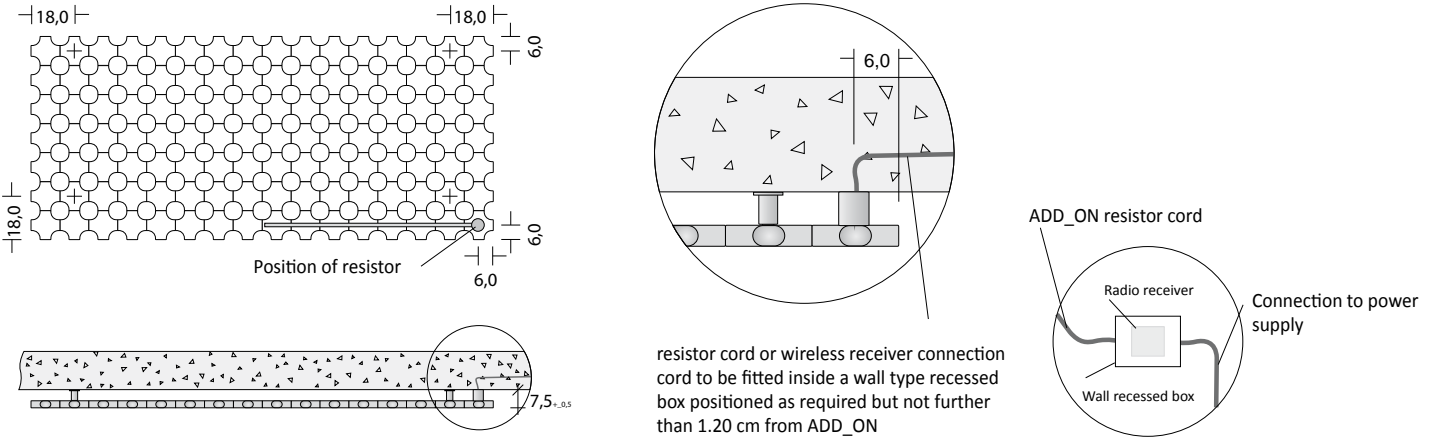 18,0
18,0
6,0
18,0
6,0
Position of resistor
6,0
7,5+_0,5
6,0
resistor cord or wireless receiver connection
cord to be fitted inside a wall type recessed
box positioned as required but not further
than 1.20 cm from ADD_ON
ADD_ON resistor cord
Radio receiver
Connection to power
supply
Wall recessed box